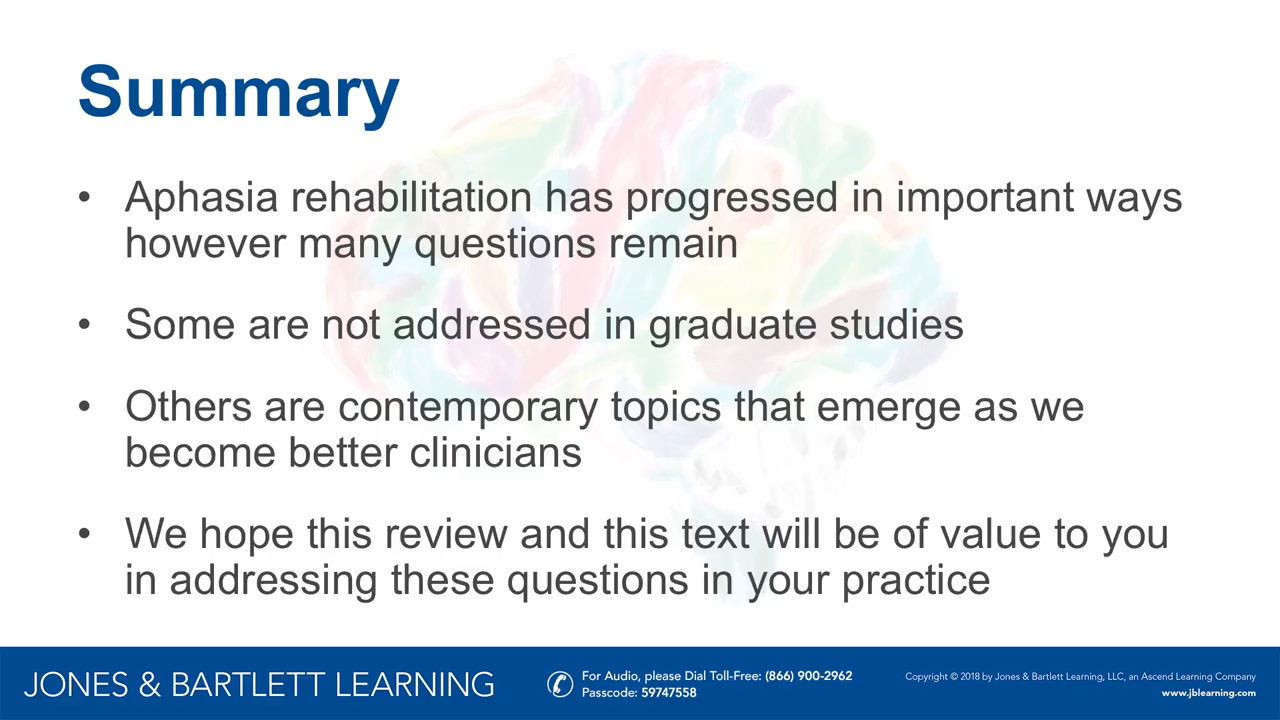 Summary
• Aphasia rehabilitation has progressed in important ways
however many questions remain
• Some are not addressed in graduate studies
• Others are contemporary topics that emerge as we
become better clinicians
• We hope this review and this text will be of value to you
in addressing these questions in your practice
JONES & BARTLETT LEARNING
For Audio, please Dial Toll-Free: (866) 900-2962
Passcode: 59747558
Copyright © 2018 by Jones & Bartlett Learning, LLC, an Ascend Learning Company
www.jblearning.com